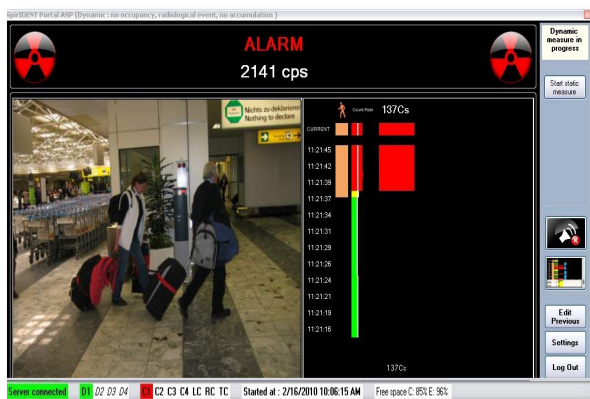 SpirIDENT Portal ASP (Dynamic : no occupancy, radiological event, no accumulation )
ALARM
2141 cps
Dynamic
measure in
progress
Start static
measure
Nichts zu deklarieren
Nothing to declare
Count Rate 137Cs
CURRENT
11:21:45
11:21:42
11:21:39
11:21:37
11:21:34
11:21:31
11:21:29
11:21:26
11:21:24
11:21:21
11:21:19
11:21:16
137Cs
Edit
Previous
Settings
Log Out
Server connected D1 D2 D3 D4 C1 C2 C3 C4 LC RC TC Started at : 2/16/2010 10:06:15 AM Free space C: 85% E: 96%